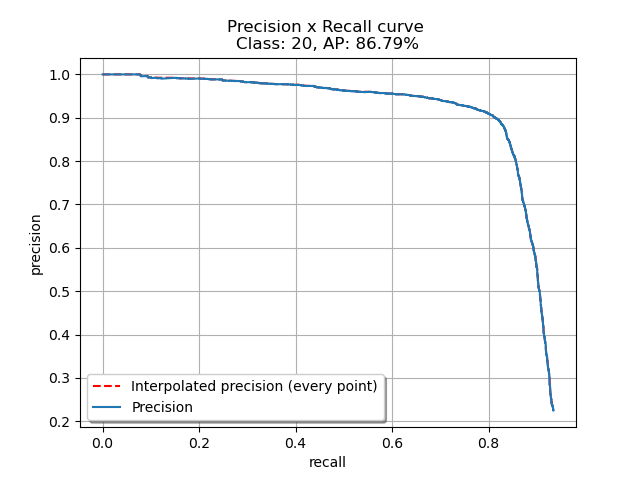 Precision x Recall curve
Class: 20, AP: 86.79%
1.0
0.9
0.8
0.7
0.6
0.5
0.4
0.3
0.2
precision
Interpolated precision (every point)
Precision
0.0 0.2 0.4 0.6 0.8
recall